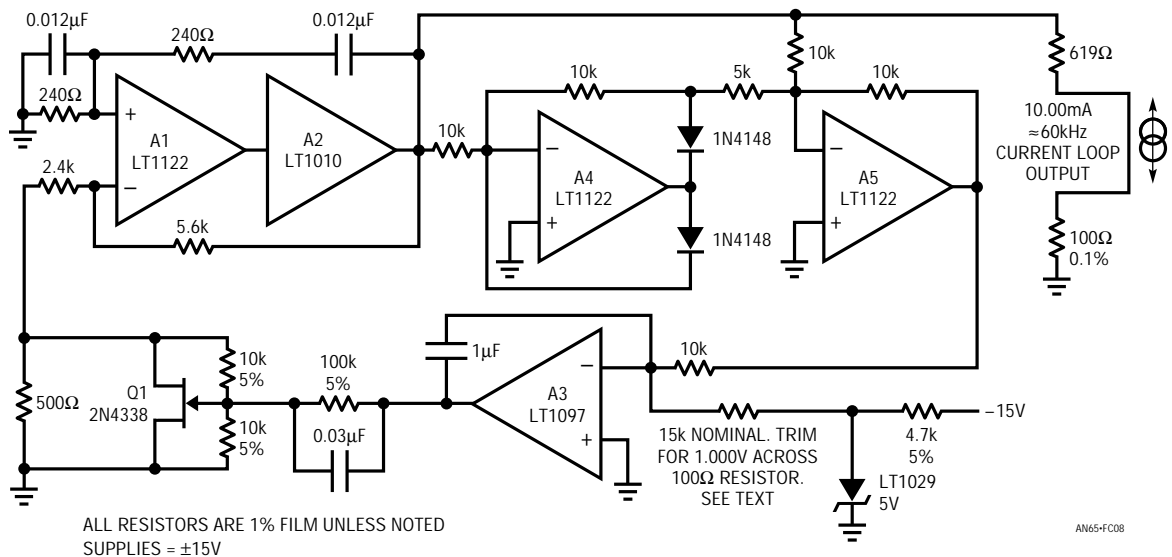 0.012µF
0.012µF
240Ω
240Ω
+
A1
LT1122
–
A2
LT1010
2.4k
5.6k
10k
10k
5k
10k
10k
–
A4
LT1122
+
1N4148
1N4148
–
A5
LT1122
+
619Ω
10.00mA
≈60kHz
CURRENT LOOP
OUTPUT
100Ω
0.1%
500Ω
Q1
2N4338
10k
5%
10k
5%
100k
5%
0.03µF
1µF
A3
LT1097
–
+
10k
15k NOMINAL. TRIM
FOR 1.000V ACROSS
100Ω RESISTOR.
SEE TEXT
–15V
4.7k
5%
LT1029
5V
ALL RESISTORS ARE 1% FILM UNLESS NOTED
SUPPLIES = ±15V
AN65•FC08